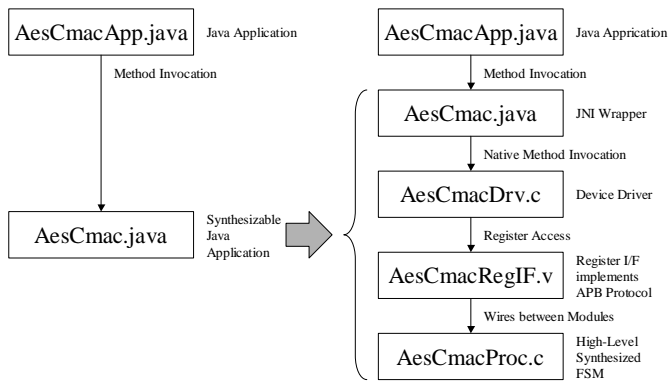 AesCmacApp.java
Java Application
Method Invocation
AesCmac.java
Synthesizable
Java
Application
AesCmacApp.java
Java Apprication
Method Invocation
AesCmac.java
JNI Wrapper
Native Method Invocation
AesCmacDrv.c
Device Driver
Register Access
AesCmacRegIF.v
Register I/F
implements
APB Protocol
Wires between Modules
AesCmacProc.c
High-Level
Synthesized
FSM